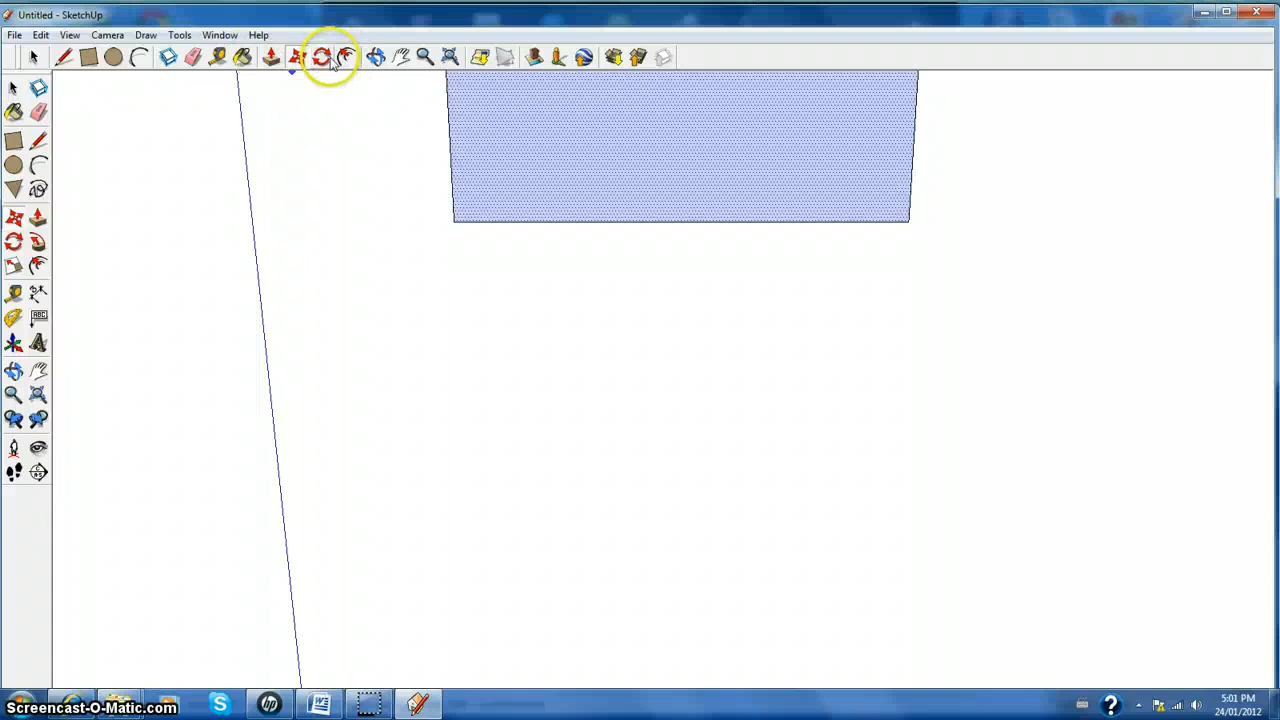 Untitled - SketchUp
File Edit View Camera Draw Tools Window Help
ABC
Screencast-O-Matic.com
5:01 PM
24/01/2012